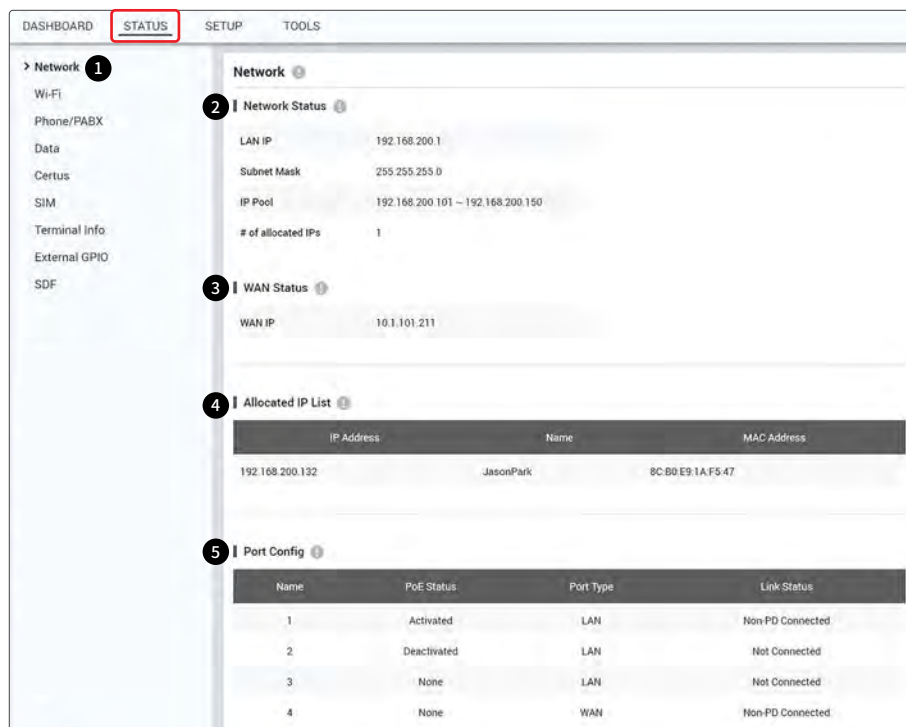 DASHBOARD STATUS SETUP TOOLS
> Network 1
Wi-Fi
Phone/PABX
Data
Certus
SIM
Terminal Info
External GPIO
SDF
Network
2 Network Status
LAN IP 192.168.200.1
Subnet Mask 255.255.255.0
IP Pool 192.168.200.101 ~ 192.168.200.150
# of allocated IPs 1
3 WAN Status
WAN IP 10.1.101.211
4 Allocated IP List
IP Address Name MAC Address
192.168.200.132 JasonPark 8C:B0:E9:1A:F5:47
5 Port Config
Name PoE Status Port Type Link Status
1 Activated LAN Non-PD Connected
2 Deactivated LAN Not Connected
3 None LAN Not Connected
4 None WAN Non-PD Connected